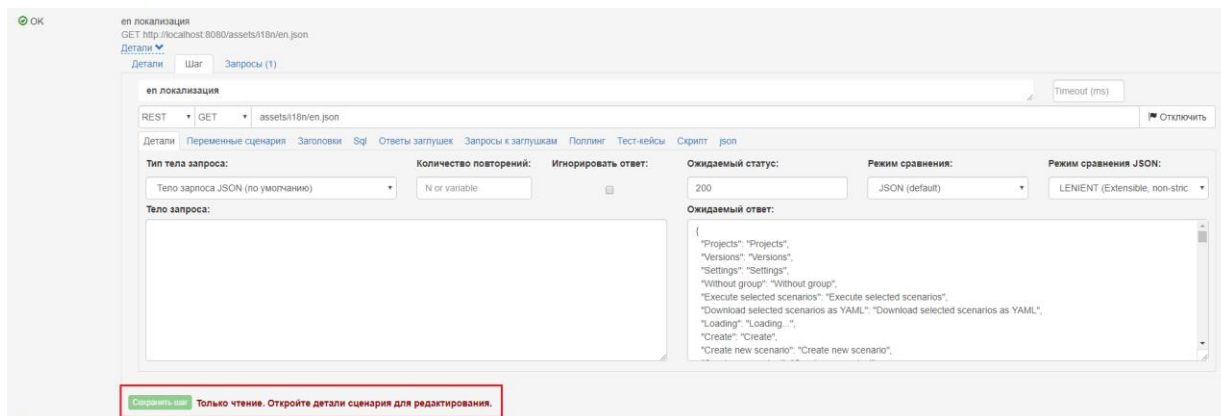 OK
en локализация
GET http://localhost:8080/assets/i18n/en.json
Детали
Детали Шаг Запросы (1)
en локализация Timeout (ms)
REST GET assets/i18n/en.json Отключить
Детали Переменные сценария Заголовки Sql Ответы заглушек Запросы к заглушкам Поллинг Тест-кейсы Скрипт json
Тип тела запроса: Количество повторений: Игнорировать ответ: Ожидаемый статус: Режим сравнения: Режим сравнения JSON:
Тело зарпоса JSON (по умолчанию) N or variable 200 JSON (default) LENIENT (Extensible, non-stric
Тело запроса: Ожидаемый ответ:
{
"Projects": "Projects",
"Versions": "Versions",
"Settings": "Settings",
"Without group": "Without group",
"Execute selected scenarios": "Execute selected scenarios",
"Download selected scenarios as YAML": "Download selected scenarios as YAML",
"Loading": "Loading...",
"Create": "Create",
"Create new scenario": "Create new scenario",
Сохранить шаг Только чтение. Откройте детали сценария для редактирования.